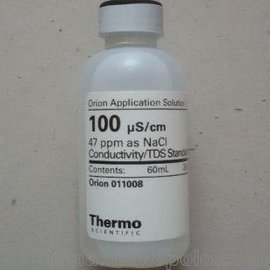 Orion Application Solution
100 µS/cm
47 ppm as NaCl
Conductivity/TDS Standard
Contents: 60mL
Orion 011008
Thermo
SCIENTIFIC